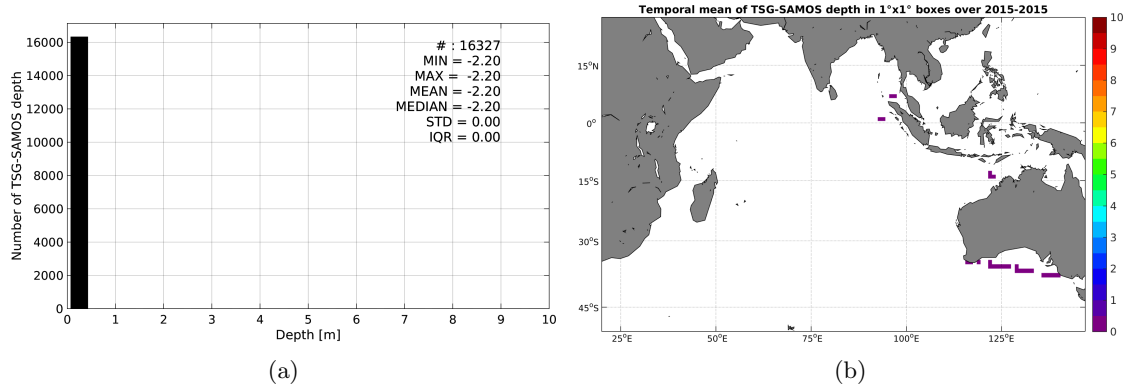 Number of TSG-SAMOS depth
16000
14000
12000
10000
8000
6000
4000
2000
0
# : 16327
MIN = -2.20
MAX = -2.20
MEAN = -2.20
MEDIAN = -2.20
STD = 0.00
IQR = 0.00
0 1 2 3 4 5 6 7 8 9 10
Depth [m]
(a)
Temporal mean of TSG-SAMOS depth in 1°x1° boxes over 2015-2015
15°N
0°
15°S
30°S
45°S
25°E 50°E 75°E 100°E 125°E
10
9
8
7
6
5
4
3
2
1
0
(b)